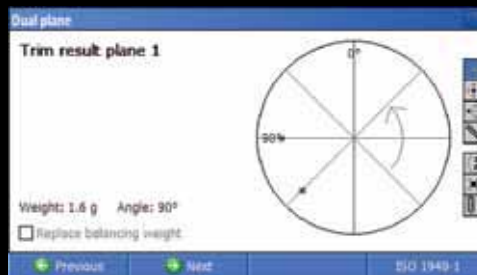 Dual plane
Trim result plane 1
0°
90°
Weight: 1.6 g Angle: 90°
Replace balancing weight
Previous Next ISO 1940-1